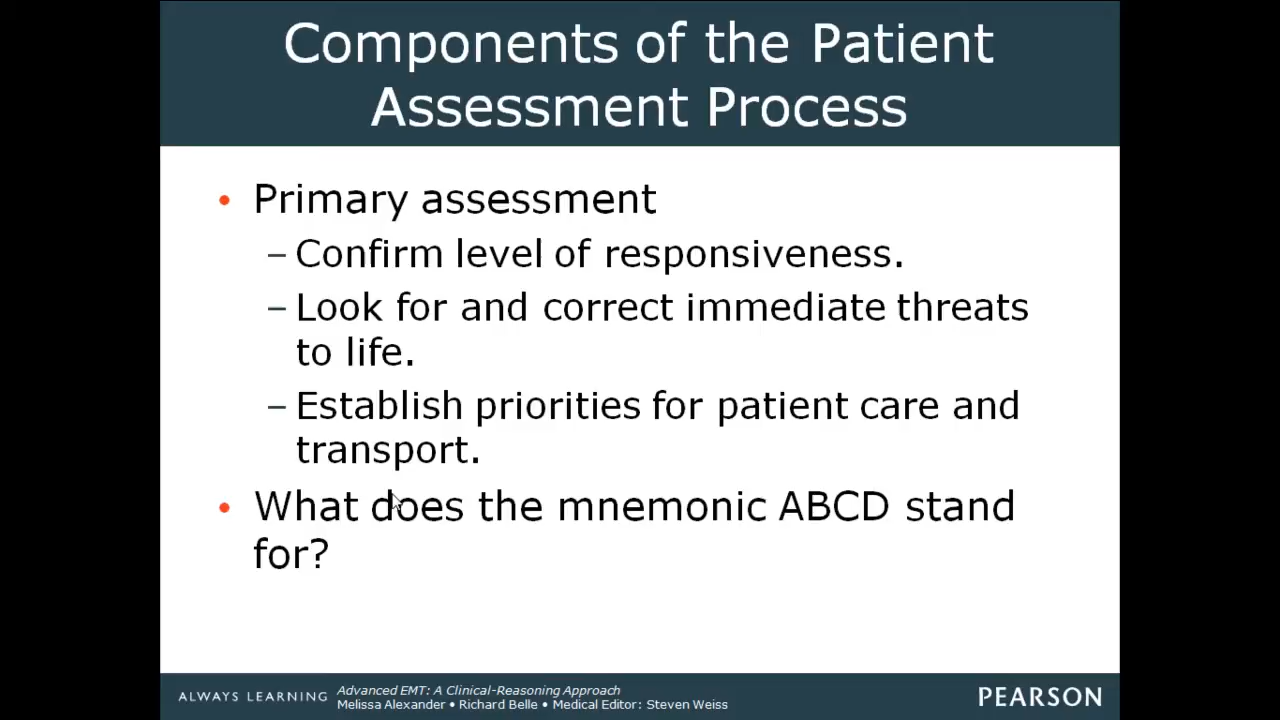 Components of the Patient
Assessment Process
• Primary assessment
– Confirm level of responsiveness.
– Look for and correct immediate threats
to life.
– Establish priorities for patient care and
transport.
• What does the mnemonic ABCD stand
for?
ALWAYS LEARNING
Advanced EMT: A Clinical-Reasoning Approach
Melissa Alexander • Richard Belle • Medical Editor: Steven Weiss
PEARSON